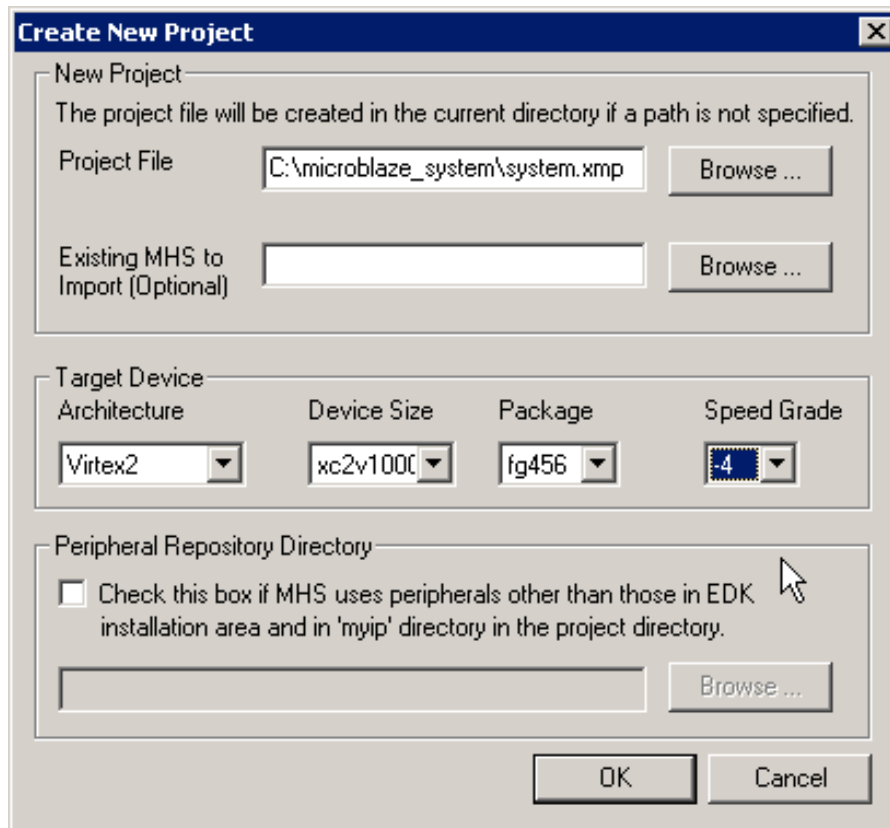 Create New Project
New Project
The project file will be created in the current directory if a path is not specified.
Project File
C:\microblaze_system\system.xmp
Browse ...
Existing MHS to
Import (Optional)
Browse ...
Target Device
Architecture
Device Size
Package
Speed Grade
Virtex2
xc2v1000
fg456
-4
Peripheral Repository Directory
Check this box if MHS uses peripherals other than those in EDK
installation area and in 'myip' directory in the project directory.
Browse ...
OK
Cancel